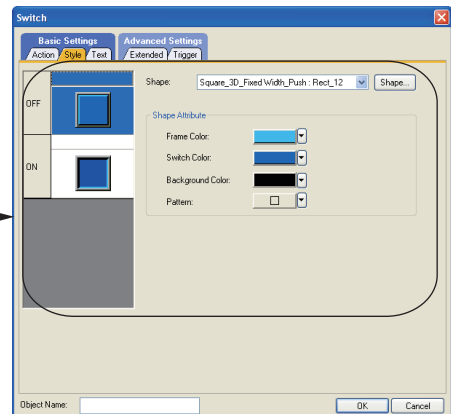 Switch
Basic Settings Advanced Settings
Action Style Text Extended Trigger
Shape: Square_3D_Fixed Width_Push : Rect_12 Shape...
OFF
Shape Attribute
Frame Color:
Switch Color:
ON
Background Color:
Pattern:
Object Name: OK Cancel